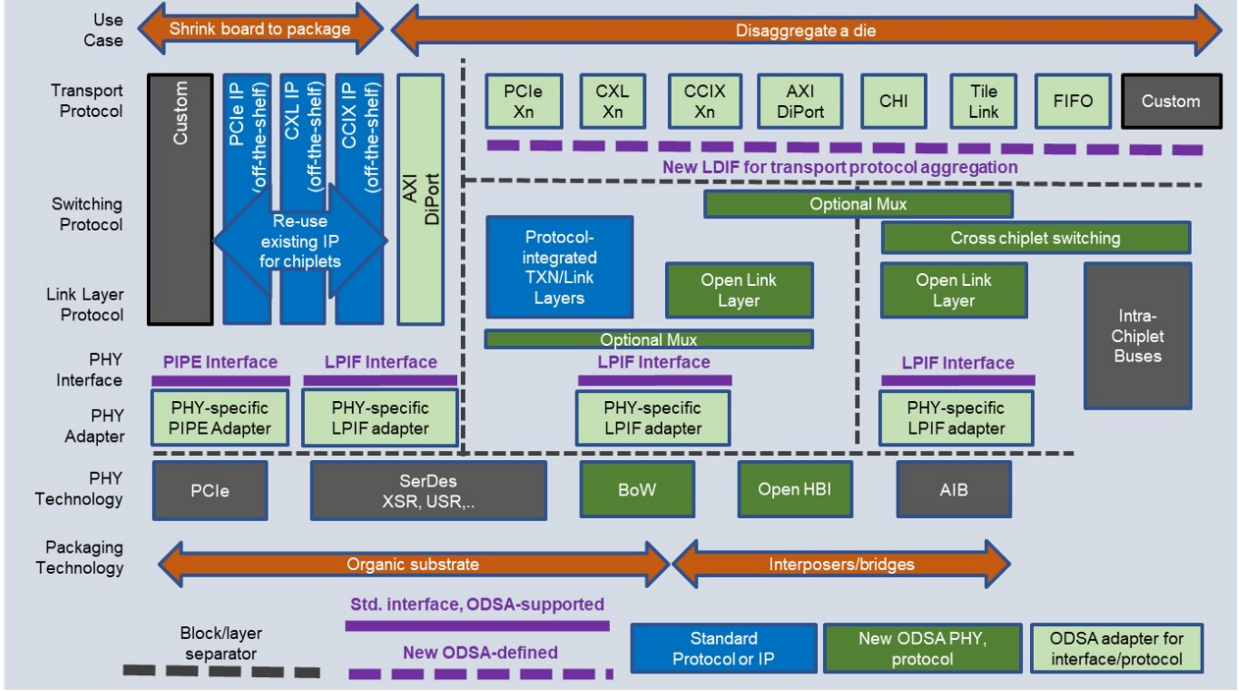 Use
Case
Shrink board to package
Disaggregate a die
Transport
Protocol
Custom
PCIe IP
(off-the-shelf)
CXL IP
(off-the-shelf)
CCIX IP
(off-the-shelf)
AXI
DiPort
PCIe
Xn
CXL
Xn
CCIX
Xn
AXI
DiPort
CHI
Tile
Link
FIFO
Custom
New LDIF for transport protocol aggregation
Switching
Protocol
Re-use
existing IP
for chiplets
Optional Mux
Protocol-
integrated
TXN/Link
Layers
Cross chiplet switching
Link Layer
Protocol
Open Link
Layer
Open Link
Layer
Intra-
Chiplet
Buses
Optional Mux
PHY
Interface
PIPE Interface
LPIF Interface
LPIF Interface
LPIF Interface
PHY
Adapter
PHY-specific
PIPE Adapter
PHY-specific
LPIF adapter
PHY-specific
LPIF adapter
PHY-specific
LPIF adapter
PHY
Technology
PCIe
SerDes
XSR, USR,..
BoW
Open HBI
AIB
Packaging
Technology
Organic substrate
Interposers/bridges
Block/layer
separator
Std. interface, ODSA-supported
New ODSA-defined
Standard
Protocol or IP
New ODSA PHY,
protocol
ODSA adapter for
interface/protocol